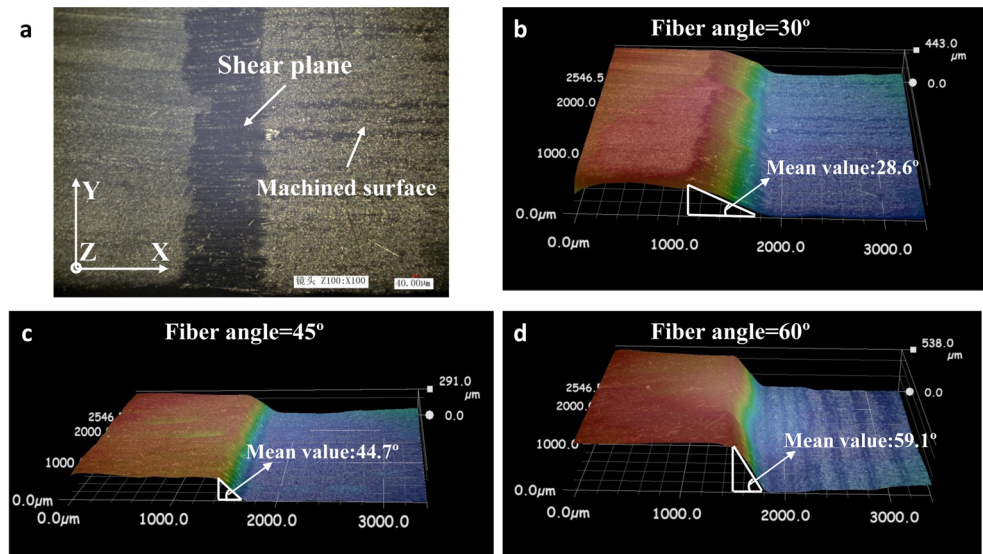 a
Shear plane
Machined surface
Y
Z
X
镜头 Z100:X100
40.00μm
b
Fiber angle=30º
443.0
μm
0.0
2546.5
2000.0
1000.0
0.0μm
Mean value:28.6º
0.0μm
1000.0
2000.0
3000.0
c
Fiber angle=45º
291.0
μm
0.0
2546.
2000.
1000
0.0μm
Mean value:44.7º
0.0μm
1000.0
2000.0
3000.0
d
Fiber angle=60º
538.0
μm
0.0
2546.5
2000.0
1000.0
0.0μm
Mean value:59.1º
0.0μm
1000.0
2000.0
3000.0